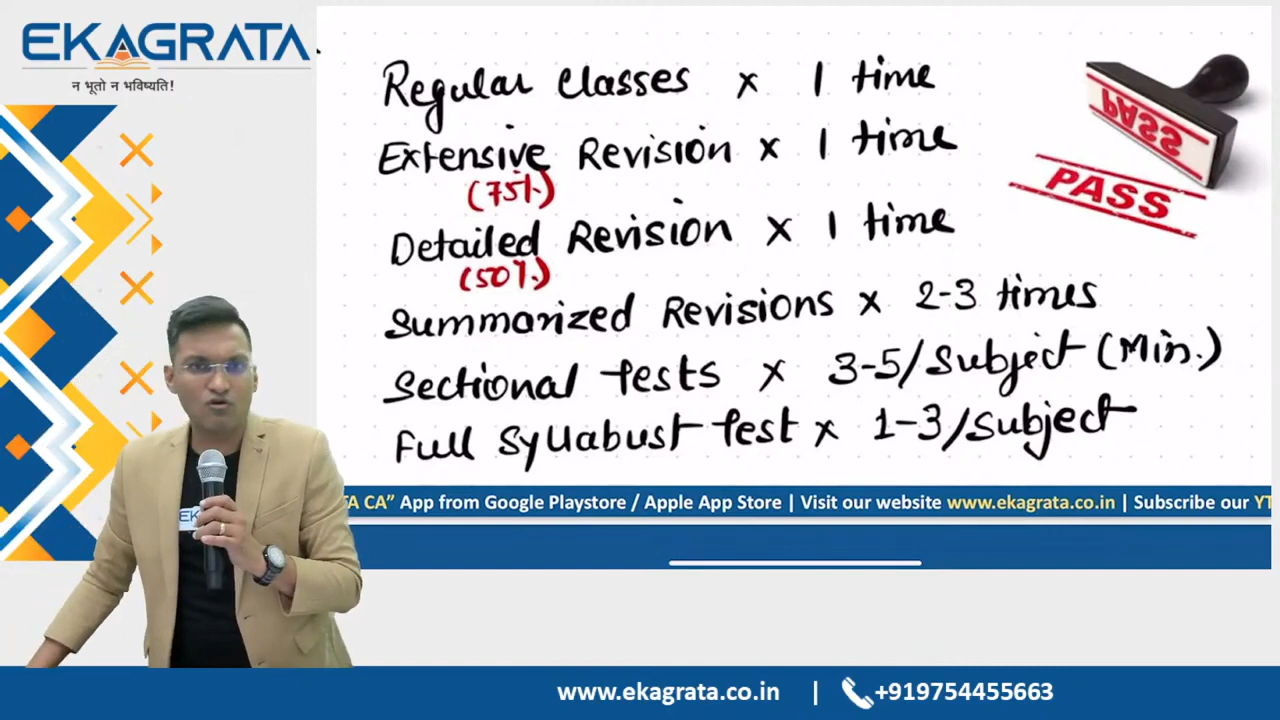 EKAGRATA
न भूतो न भविष्यति!
Regular Classes x 1 time
Extensive Revision x 1 time
(75%)
Detailed Revision x 1 time
(50%)
Summarized Revisions x 2-3 times
Sectional Tests x 3-5/Subject (Min.)
Full Syllabust Test x 1-3/Subject
PASS
PASS
TA CA” App from Google Playstore / Apple App Store | Visit our website www.ekagrata.co.in | Subscribe our YT
EK
www.ekagrata.co.in | +919754455663